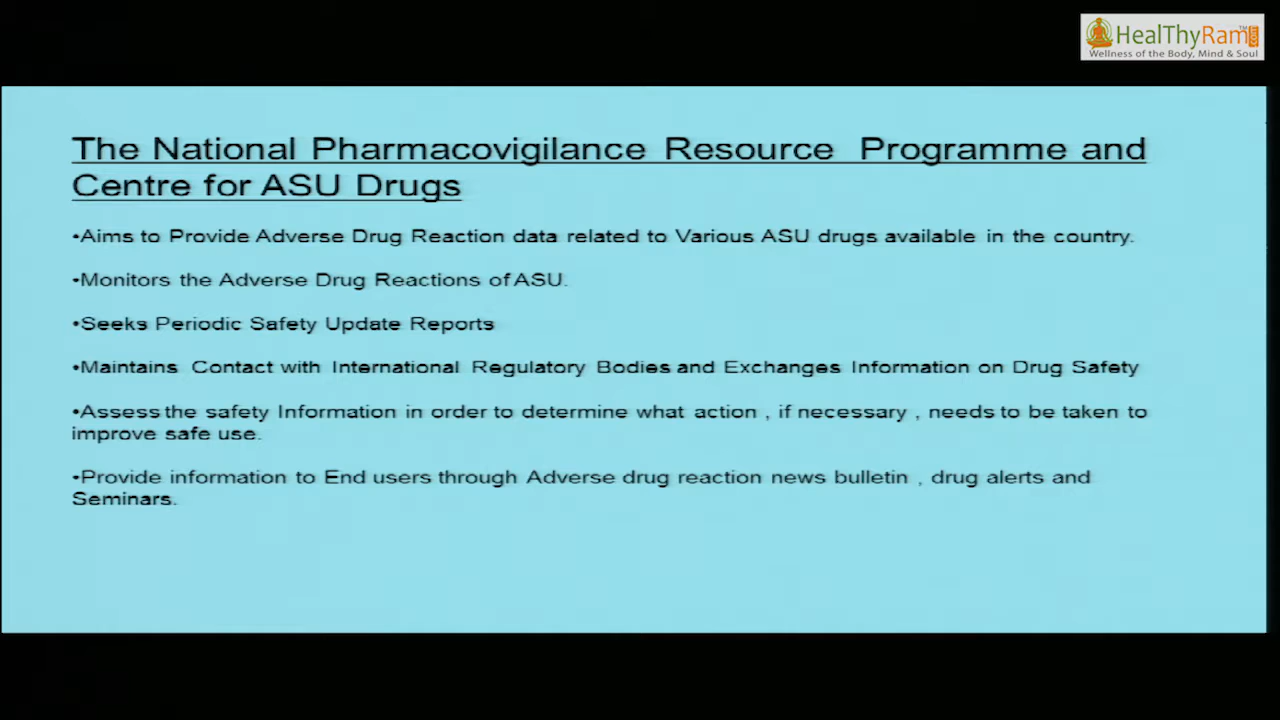 HealThyRam.com™
Wellness of the Body, Mind & Soul
The National Pharmacovigilance Resource Programme and
Centre for ASU Drugs
•Aims to Provide Adverse Drug Reaction data related to Various ASU drugs available in the country.
•Monitors the Adverse Drug Reactions of ASU.
•Seeks Periodic Safety Update Reports
•Maintains Contact with International Regulatory Bodies and Exchanges Information on Drug Safety
•Assess the safety Information in order to determine what action , if necessary , needs to be taken to
improve safe use.
•Provide information to End users through Adverse drug reaction news bulletin , drug alerts and
Seminars.